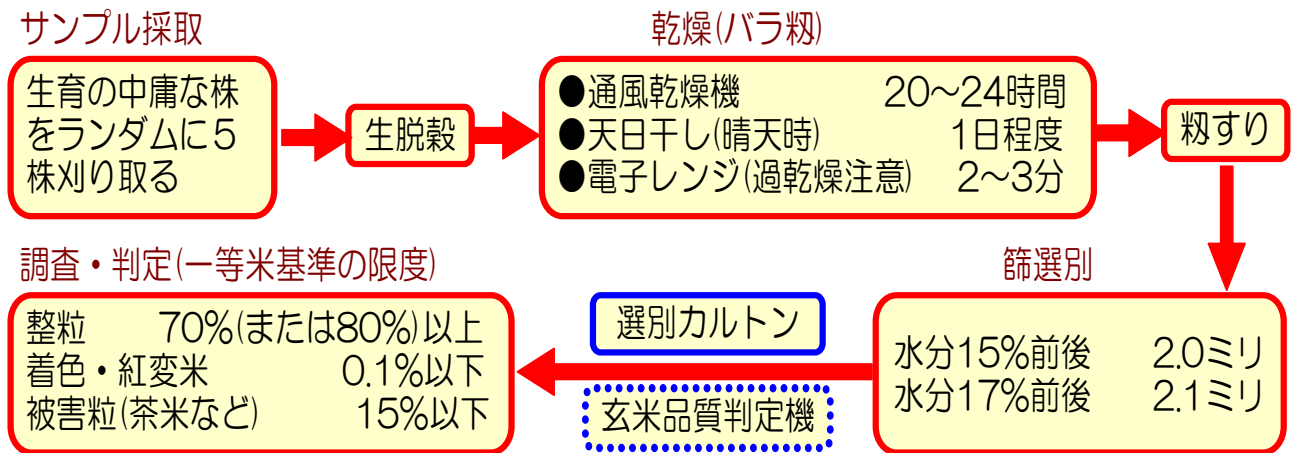 サンプル採取
生育の中庸な株
をランダムに5
株刈り取る
生脱穀
乾燥(バラ籾)
●通風乾燥機 20~24時間
●天日干し(晴天時) 1日程度
●電子レンジ(過乾燥注意) 2~3分
籾すり
篩選別
水分15%前後 2.0ミリ
水分17%前後 2.1ミリ
選別カルトン
玄米品質判定機
調査・判定(一等米基準の限度)
整粒 70%(または80%)以上
着色・紅変米 0.1%以下
被害粒(茶米など) 15%以下